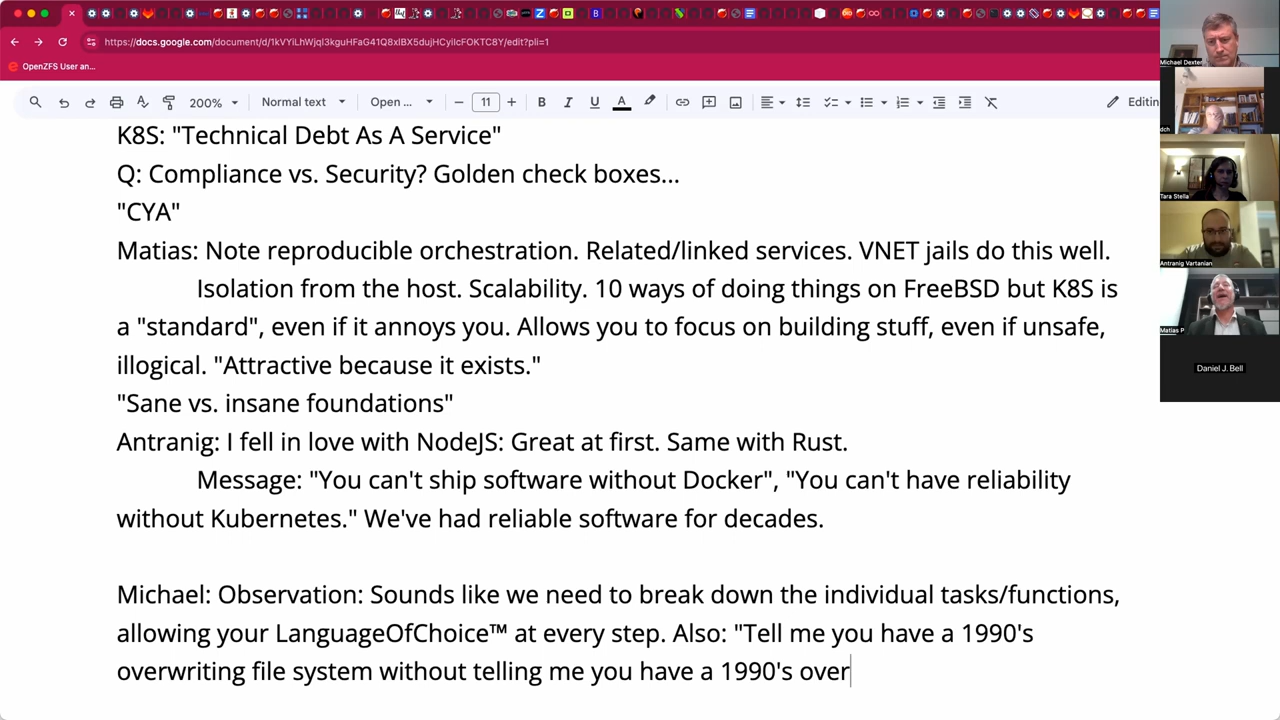 https://docs.google.com/document/d/1kVYiLhWjqI3kguHFaG41Q8xIBX5dujHCyiIcFOKTC8Y/edit?pli=1
OpenZFS User an...
200%
Normal text
Open ...
11
Editin
K8S: "Technical Debt As A Service"
Q: Compliance vs. Security? Golden check boxes...
"CYA"
Matias: Note reproducible orchestration. Related/linked services. VNET jails do this well.
Isolation from the host. Scalability. 10 ways of doing things on FreeBSD but K8S is
a "standard", even if it annoys you. Allows you to focus on building stuff, even if unsafe,
illogical. "Attractive because it exists."
"Sane vs. insane foundations"
Antranig: I fell in love with NodeJS: Great at first. Same with Rust.
Message: "You can't ship software without Docker", "You can't have reliability
without Kubernetes." We've had reliable software for decades.
Michael: Observation: Sounds like we need to break down the individual tasks/functions,
allowing your LanguageOfChoice™ at every step. Also: "Tell me you have a 1990's
overwriting file system without telling me you have a 1990's over
Michael Dexter
dch
Tara Stella
Antranig Vartanian
Matias P
Daniel J. Bell